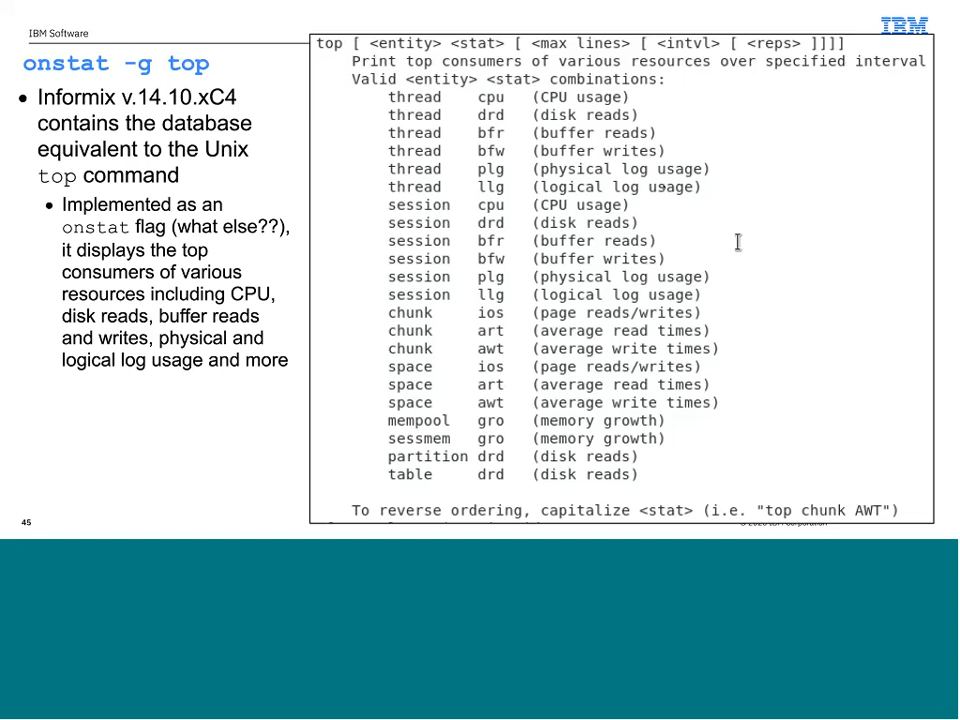 IBM Software
IBM
onstat -g top
• Informix v.14.10.xC4
contains the database
equivalent to the Unix
top command
• Implemented as an
onstat flag (what else??),
it displays the top
consumers of various
resources including CPU,
disk reads, buffer reads
and writes, physical and
logical log usage and more
top [ <entity> <stat> [ <max lines> [ <intvl> [ <reps> ]]]]
Print top consumers of various resources over specified interval
Valid <entity> <stat> combinations:
thread cpu (CPU usage)
thread drd (disk reads)
thread bfr (buffer reads)
thread bfw (buffer writes)
thread plg (physical log usage)
thread llg (logical log usage)
session cpu (CPU usage)
session drd (disk reads)
session bfr (buffer reads)
session bfw (buffer writes)
session plg (physical log usage)
session llg (logical log usage)
chunk ios (page reads/writes)
chunk art (average read times)
chunk awt (average write times)
space ios (page reads/writes)
space art (average read times)
space awt (average write times)
mempool gro (memory growth)
sessmem gro (memory growth)
partition drd (disk reads)
table drd (disk reads)
To reverse ordering, capitalize <stat> (i.e. "top chunk AWT")
45